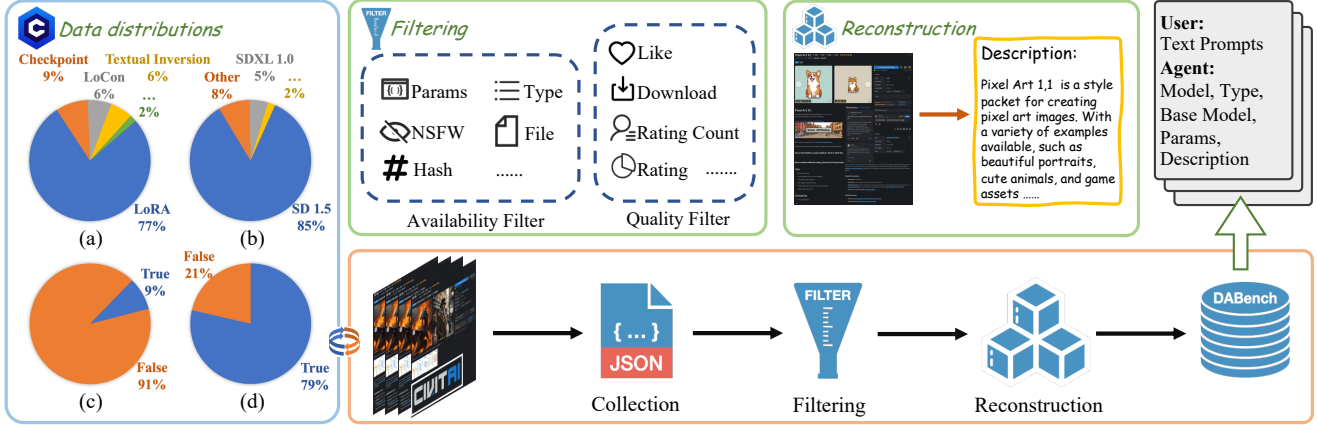 Data distributions
Checkpoint
9%
LoCon
6%
Textual Inversion
6%
...
2%
LoRA
77%
(a)
Other
8%
SDXL 1.0
5%
...
2%
SD 1.5
85%
(b)
True
9%
False
91%
(c)
False
21%
True
79%
(d)
FILTER
Filtering
{ } Params
Type
NSFW
File
# Hash
......
Availability Filter
Like
Download
Rating Count
Rating
.......
Quality Filter
Reconstruction
Description:
Pixel Art 1,1 is a style
packet for creating
pixel art images. With
a variety of examples
available, such as
beautiful portraits,
cute animals, and game
assets ......
User:
Text Prompts
Agent:
Model, Type,
Base Model,
Params,
Description
CIVITAI
{ ... }
JSON
Collection
FILTER
Filtering
Reconstruction
DABench